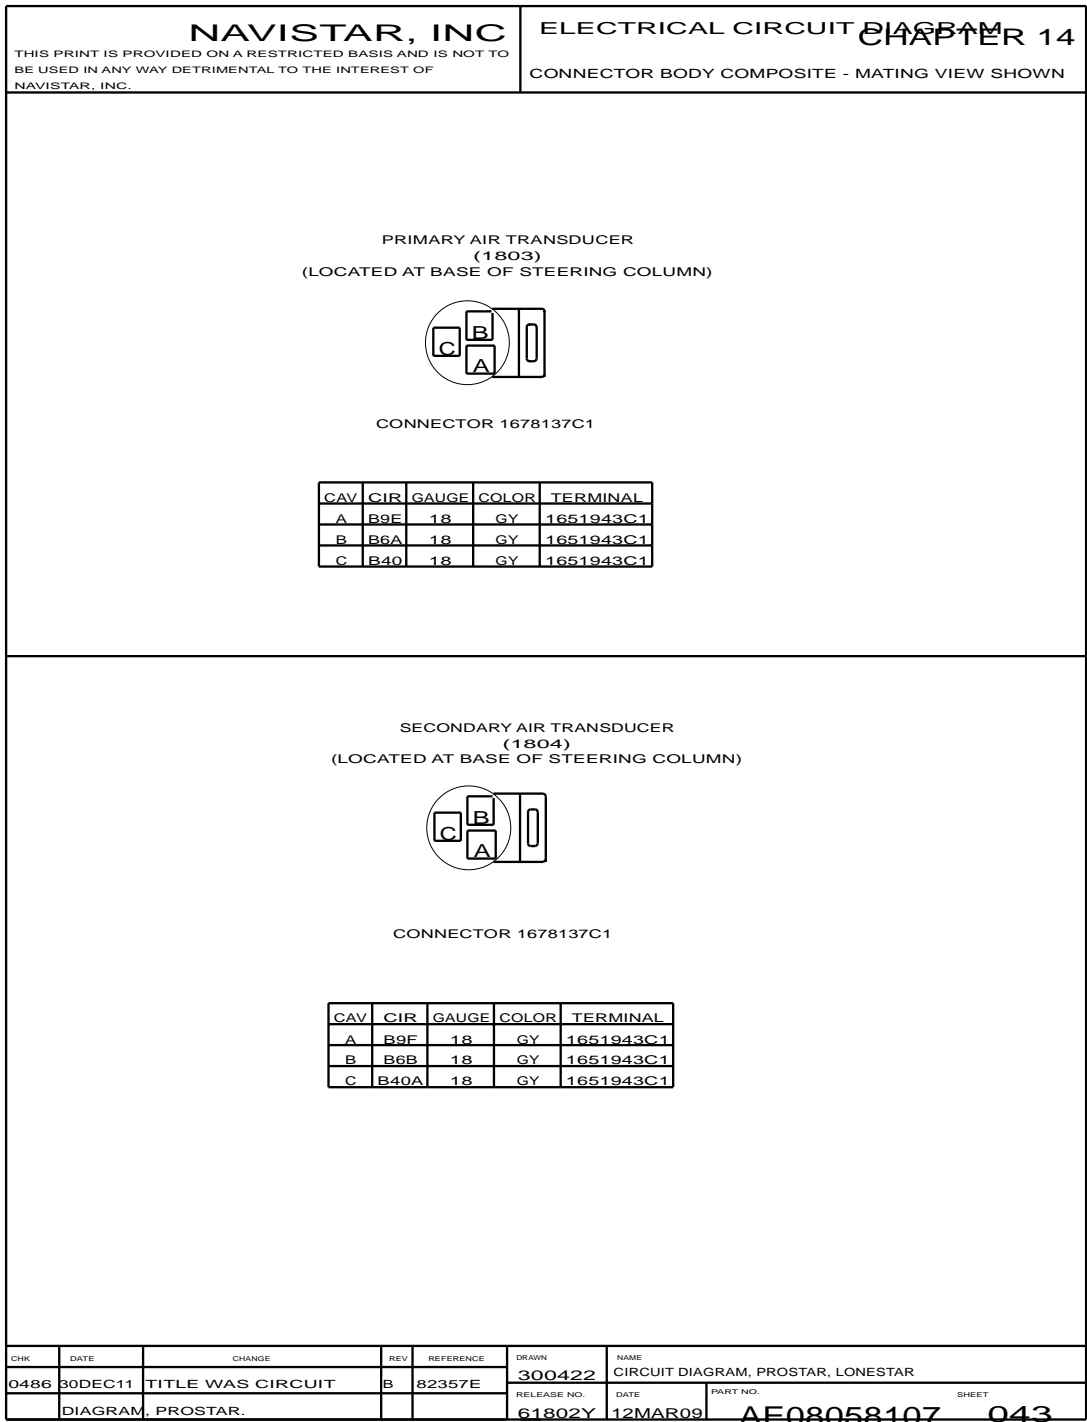 NAVISTAR, INC
THIS PRINT IS PROVIDED ON A RESTRICTED BASIS AND IS NOT TO
BE USED IN ANY WAY DETRIMENTAL TO THE INTEREST OF
NAVISTAR, INC.
ELECTRICAL CIRCUIT DIAGRAM
CHAPTER 14
CONNECTOR BODY COMPOSITE - MATING VIEW SHOWN
PRIMARY AIR TRANSDUCER
(1803)
(LOCATED AT BASE OF STEERING COLUMN)
B
C
A
CONNECTOR 1678137C1
CAV CIR GAUGE COLOR TERMINAL
A B9E 18 GY 1651943C1
B B6A 18 GY 1651943C1
C B40 18 GY 1651943C1
SECONDARY AIR TRANSDUCER
(1804)
(LOCATED AT BASE OF STEERING COLUMN)
B
C
A
CONNECTOR 1678137C1
CAV CIR GAUGE COLOR TERMINAL
A B9F 18 GY 1651943C1
B B6B 18 GY 1651943C1
C B40A 18 GY 1651943C1
CHK DATE CHANGE REV REFERENCE
0486 30DEC11 TITLE WAS CIRCUIT B 82357E
DIAGRAM, PROSTAR.
DRAWN
300422
NAME
CIRCUIT DIAGRAM, PROSTAR, LONESTAR
RELEASE NO.
61802Y
DATE
12MAR09
PART NO.
AF08058107
SHEET
043